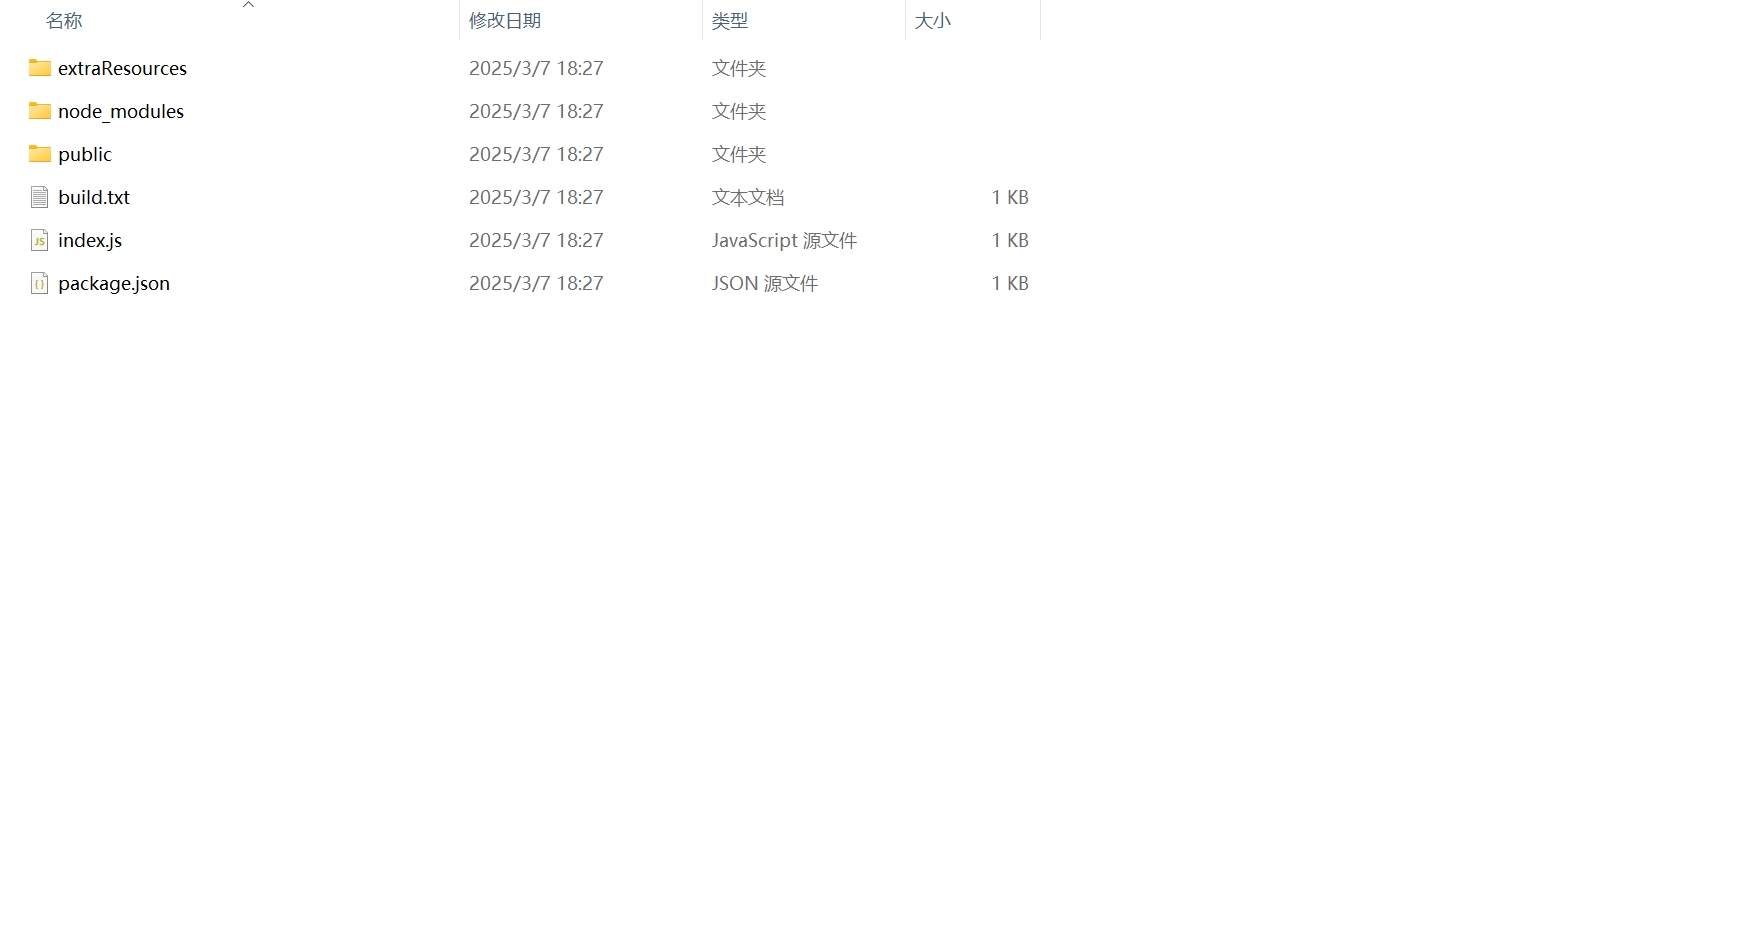 名称 修改日期 类型 大小
extraResources 2025/3/7 18:27 文件夹
node_modules 2025/3/7 18:27 文件夹
public 2025/3/7 18:27 文件夹
build.txt 2025/3/7 18:27 文本文档 1 KB
JS index.js 2025/3/7 18:27 JavaScript 源文件 1 KB
{} package.json 2025/3/7 18:27 JSON 源文件 1 KB